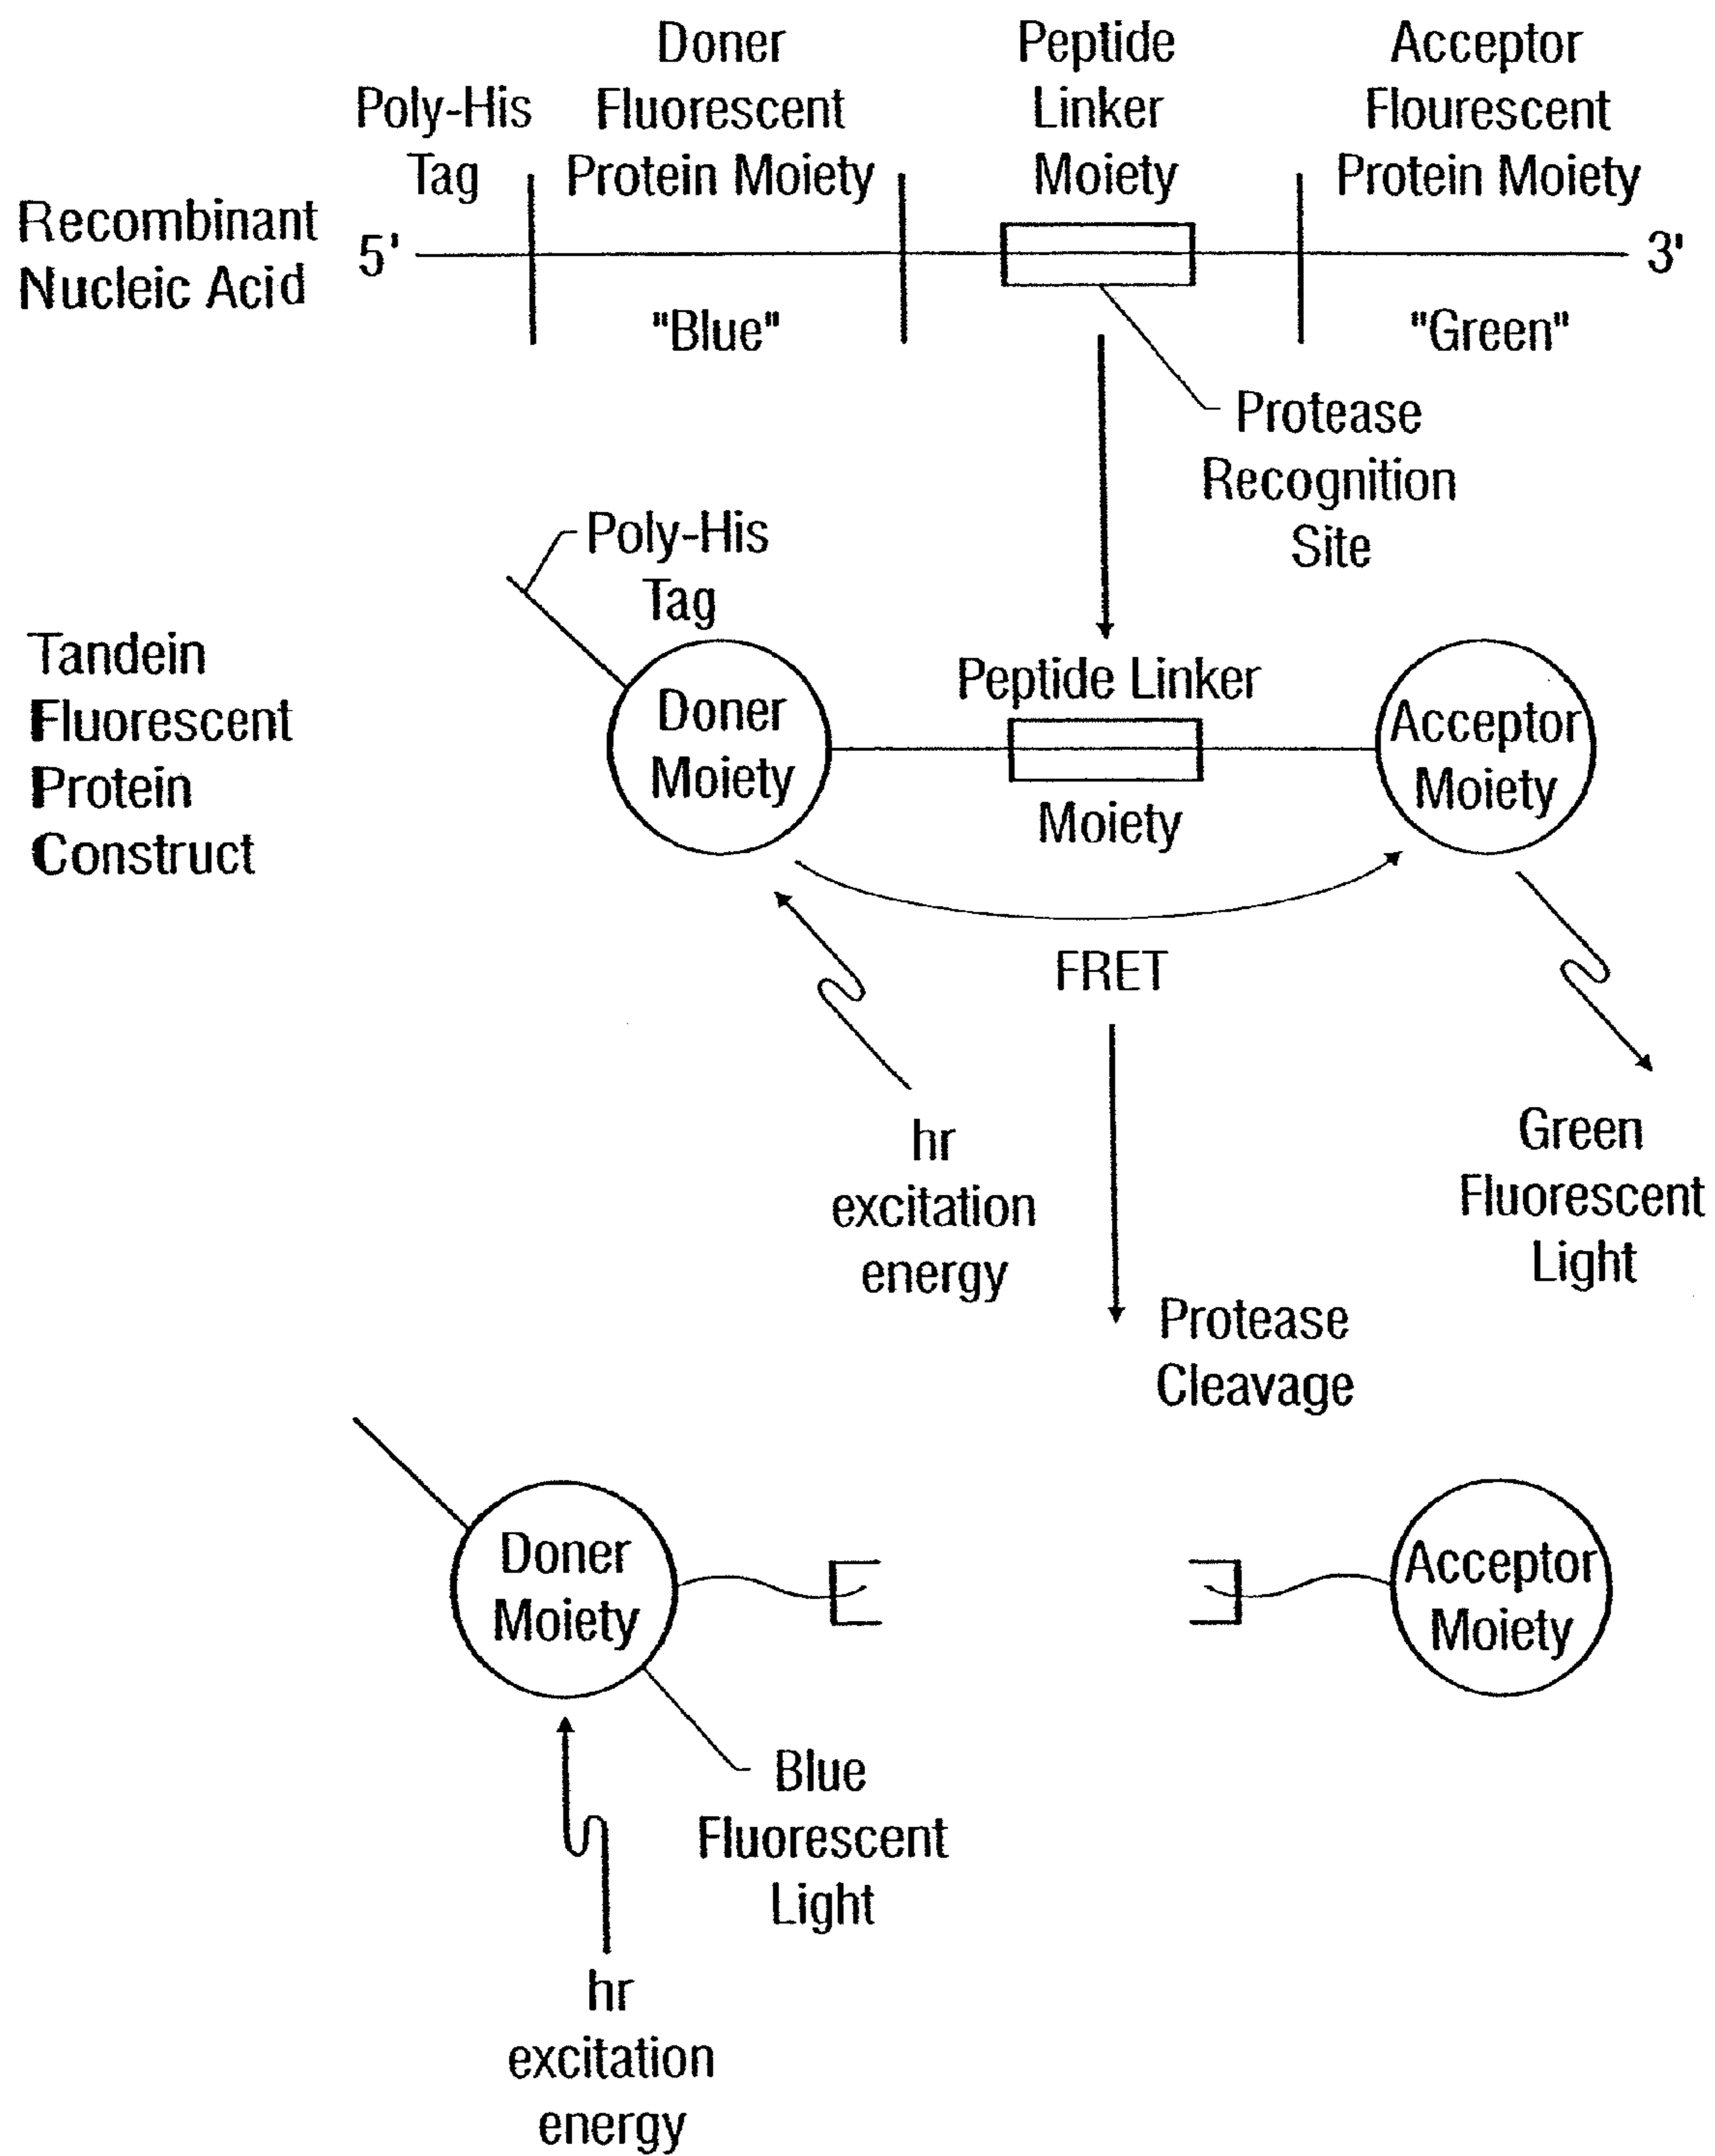 Poly-His
Tag
Doner
Fluorescent
Protein Moiety
Peptide
Linker
Moiety
Acceptor
Flourescent
Protein Moiety
Recombinant
Nucleic Acid
5'
3'
"Blue"
"Green"
Protease
Recognition
Site
Poly-His
Tag
Tandein
Fluorescent
Protein
Construct
Doner
Moiety
Peptide Linker
Moiety
Acceptor
Moiety
FRET
hr
excitation
energy
Green
Fluorescent
Light
Protease
Cleavage
Doner
Moiety
Acceptor
Moiety
Blue
Fluorescent
Light
hr
excitation
energy